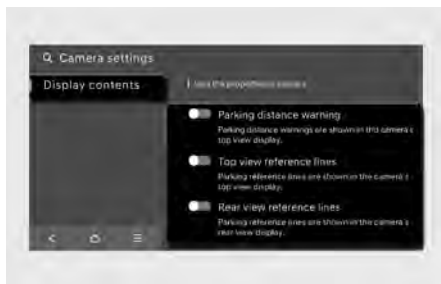 Camera settings
Display contents
Parking distance warning
Parking distance warnings are shown in the camera's
top view display.
Top view reference lines
Parking reference lines are shown in the camera's
top view display.
Rear view reference lines
Parking reference lines are shown in the camera's
rear view display.